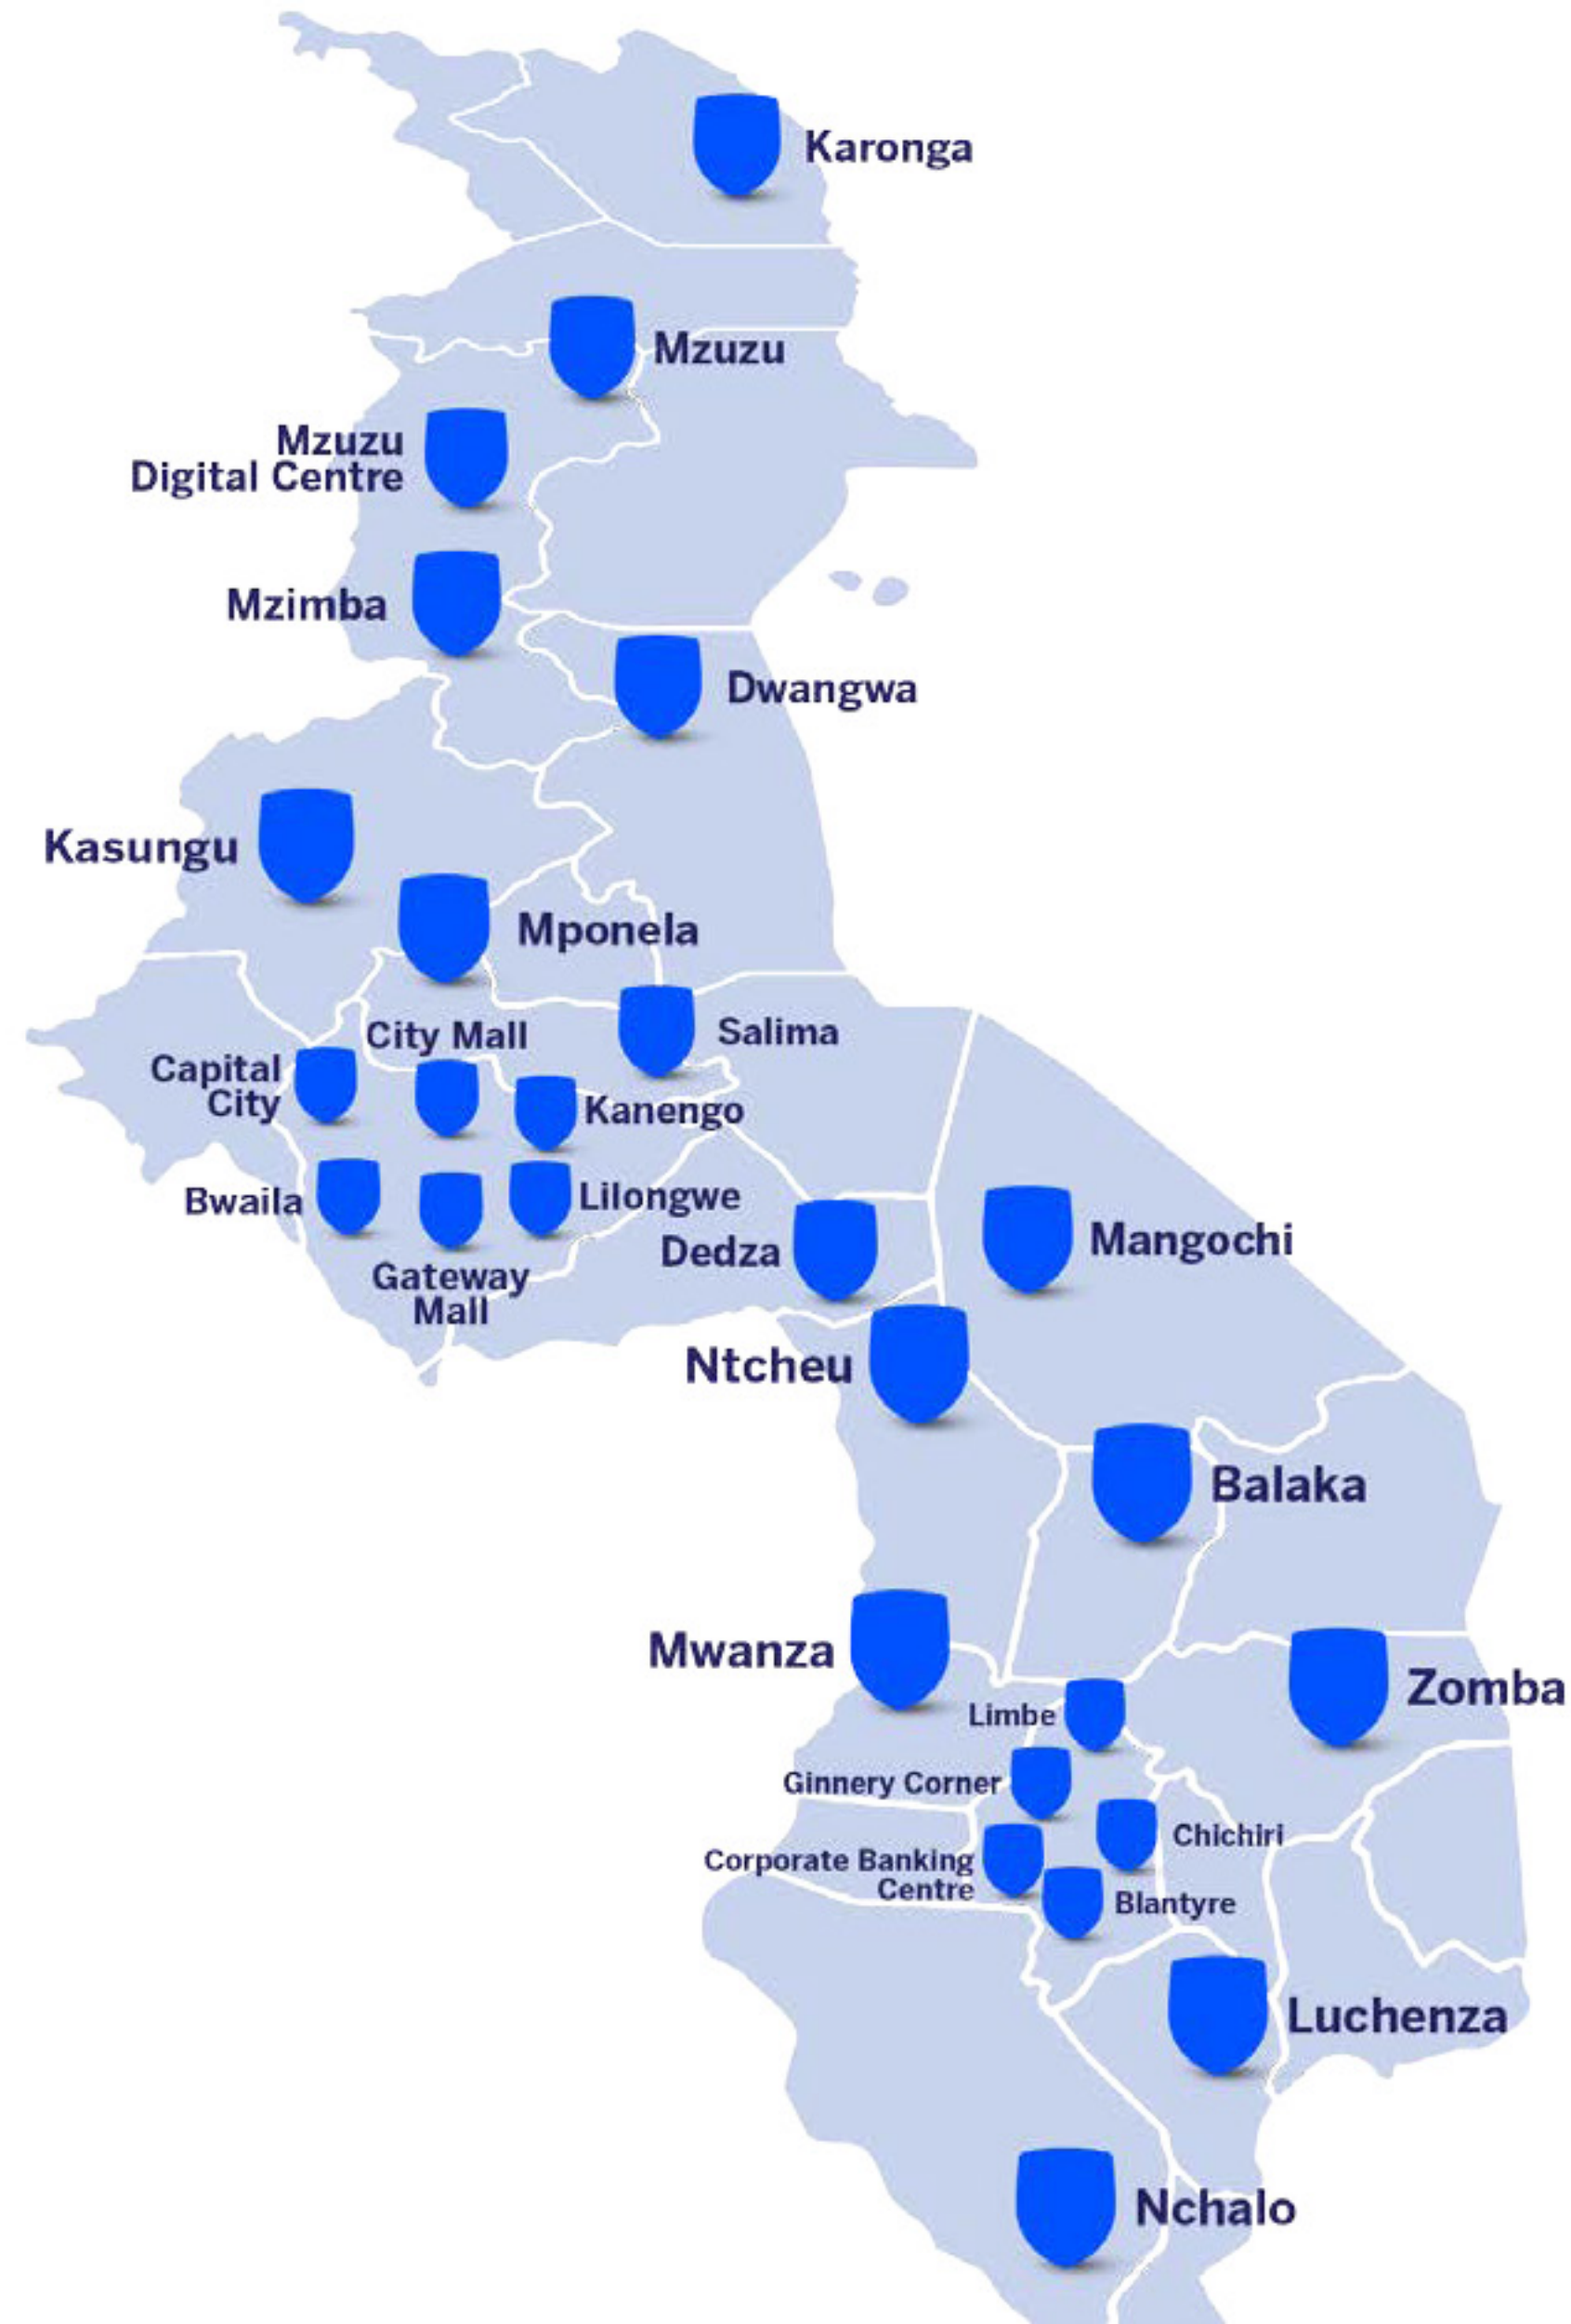 Karonga
Mzuzu
Mzuzu
Digital Centre
Mzimba
Dwangwa
Kasungu
Mponela
Salima
City Mall
Capital
City
Kanengo
Bwaila
Lilongwe
Gateway
Mall
Dedza
Mangochi
Ntcheu
Balaka
Mwanza
Zomba
Limbe
Ginnery Corner
Chichiri
Corporate Banking
Centre
Blantyre
Luchenza
Nchalo